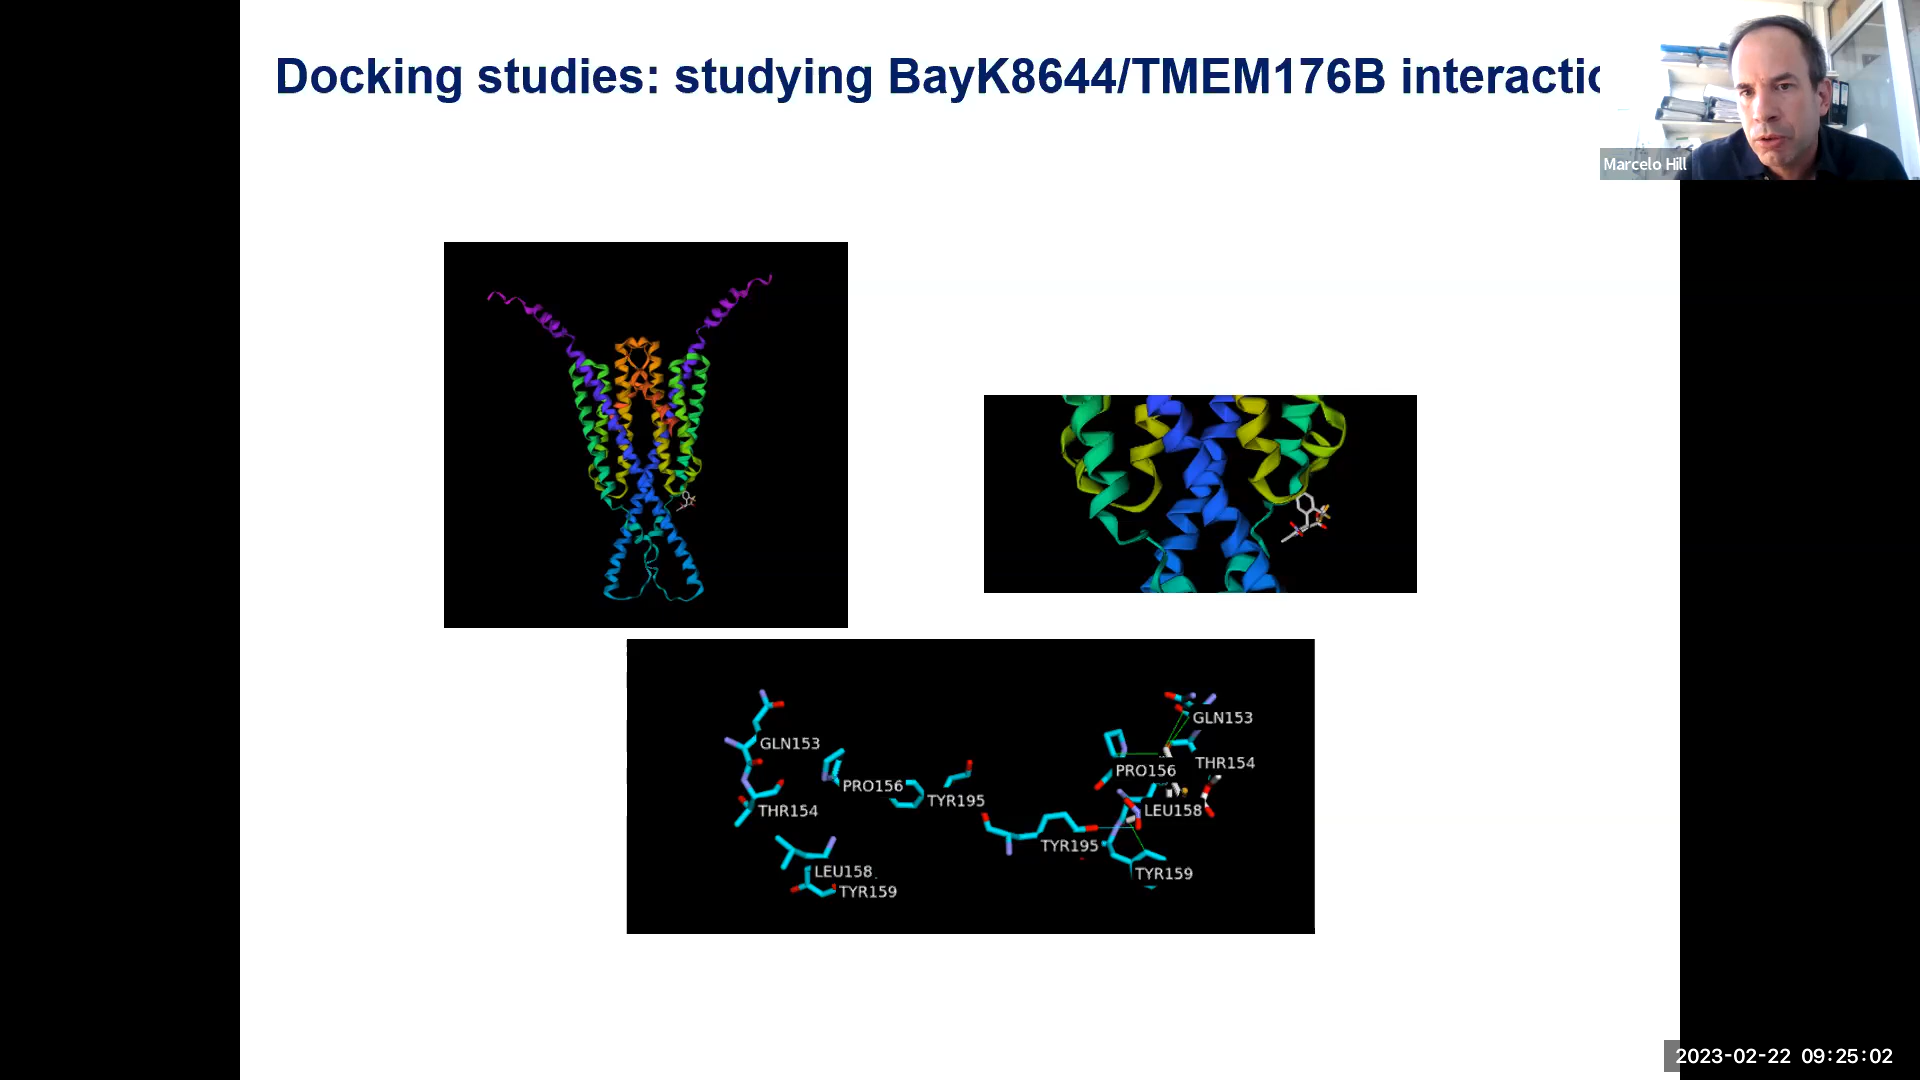 Docking studies: studying BayK8644/TMEM176B interactio
Marcelo Hill
GLN153
PRO156
TYR195
THR154
LEU158
TYR159
GLN153
PRO156
THR154
LEU158
TYR195
TYR159
2023-02-22 09:25:02